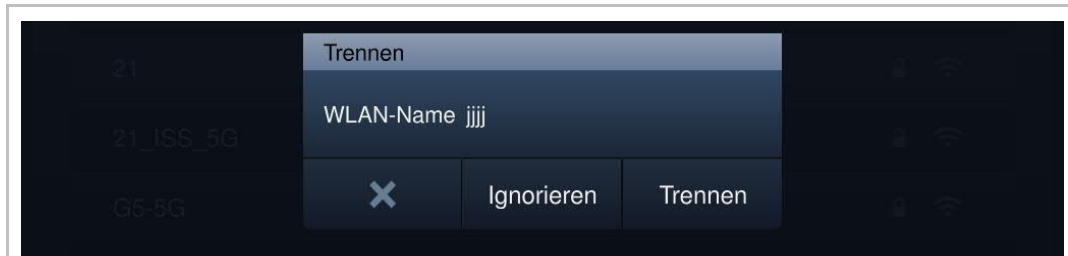 21
Trennen
WLAN-Name jjjj
21_ISS_5G
Ignorieren Trennen
G5-5G